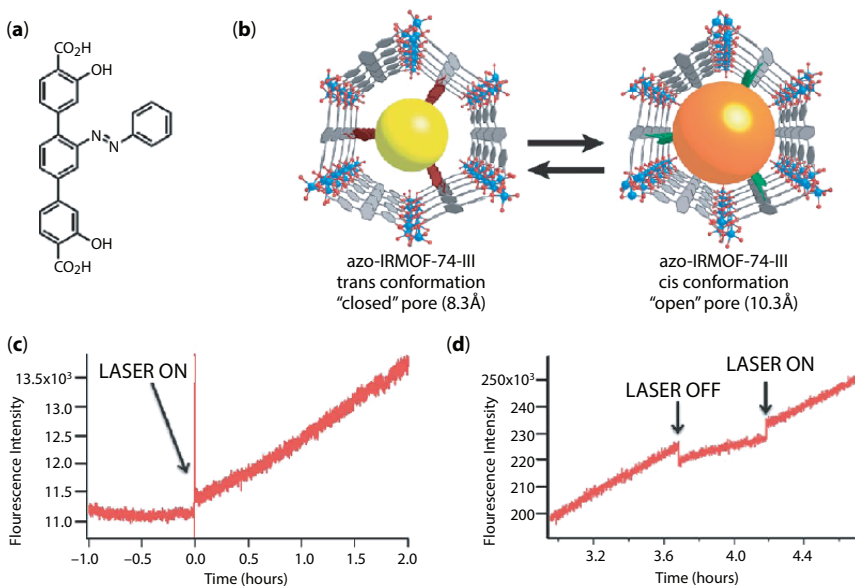 (a)
CO2H
OH
N
N
OH
CO2H
(b)
azo-IRMOF-74-III
trans conformation
“closed” pore (8.3Å)
azo-IRMOF-74-III
cis conformation
“open” pore (10.3Å)
(c)
Flourescence Intensity
13.5x10³
13.0
12.5
12.0
11.5
11.0
LASER ON
−1.0 −0.5 0.0 0.5 1.0 1.5 2.0
Time (hours)
(d)
Flourescence Intensity
250x10³
240
230
220
210
200
LASER OFF
LASER ON
3.2 3.6 4.0 4.4
Time (hours)